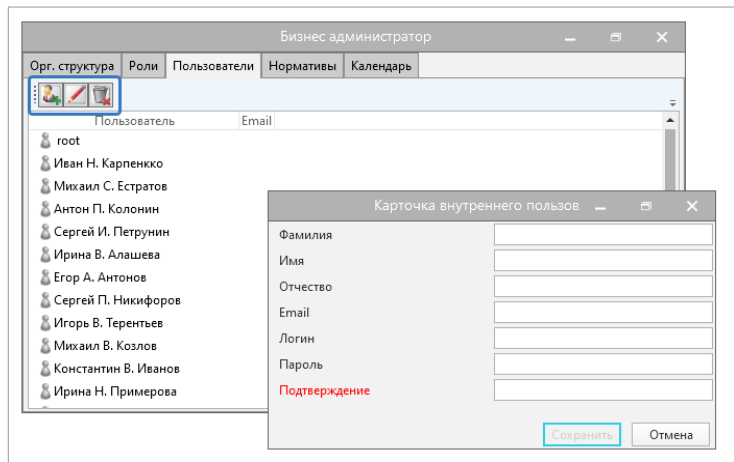 Бизнес администратор
Орг. структура Роли Пользователи Нормативы Календарь
Пользователь Email
root
Иван Н. Карпенкко
Михаил С. Естратов
Антон П. Колонин
Сергей И. Петрунин
Ирина В. Алашева
Егор А. Антонов
Сергей П. Никифоров
Игорь В. Терентьев
Михаил В. Козлов
Константин В. Иванов
Ирина Н. Примерова
Карточка внутреннего пользов
Фамилия
Имя
Отчество
Email
Логин
Пароль
Подтверждение
Сохранить Отмена